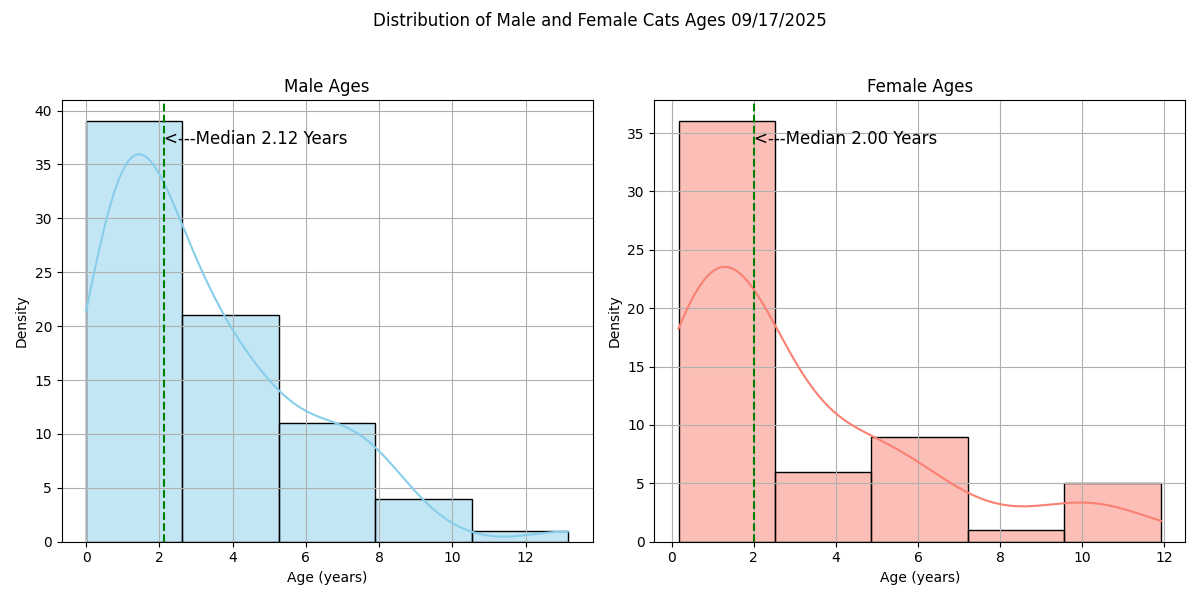 Distribution of Male and Female Cats Ages 09/17/2025
Male Ages
40
35
30
25
20
15
10
5
0
Density
<---Median 2.12 Years
0 2 4 6 8 10 12
Age (years)
Female Ages
35
30
25
20
15
10
5
0
Density
<---Median 2.00 Years
0 2 4 6 8 10 12
Age (years)